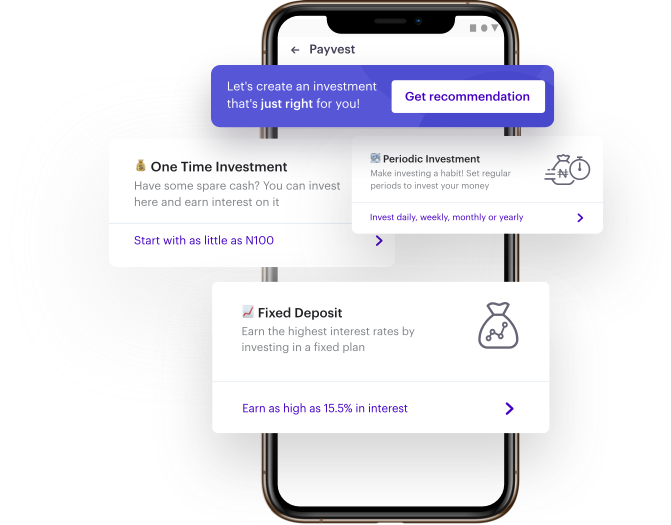 Payvest
Let's create an investment
that's just right for you!
Get recommendation
One Time Investment
Have some spare cash? You can invest
here and earn interest on it
Start with as little as N100
Periodic Investment
Make investing a habit! Set regular
periods to invest your money
₦
Invest daily, weekly, monthly or yearly
Fixed Deposit
Earn the highest interest rates by
investing in a fixed plan
Earn as high as 15.5% in interest